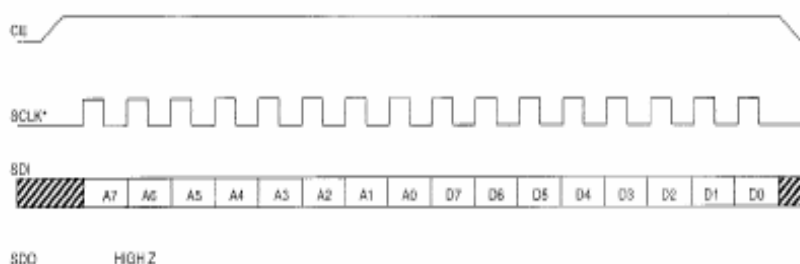 CE
SCLK*
SDI
A7 A6 A5 A4 A3 A2 A1 A0 D7 D6 D5 D4 D3 D2 D1 D0
SDO HIGH Z